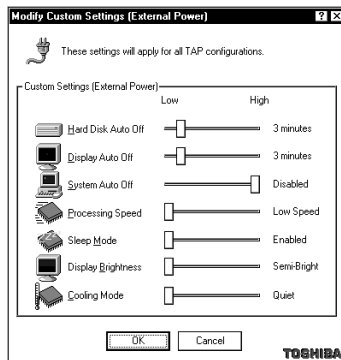 Modify Custom Settings (External Power)
These settings will apply for all TAP configurations.
Custom Settings (External Power)
Low High
Hard Disk Auto Off 3 minutes
Display Auto Off 3 minutes
System Auto Off Disabled
Processing Speed Low Speed
Sleep Mode Enabled
Display Brightness Semi-Bright
Cooling Mode Quiet
OK Cancel
TOSHIBA